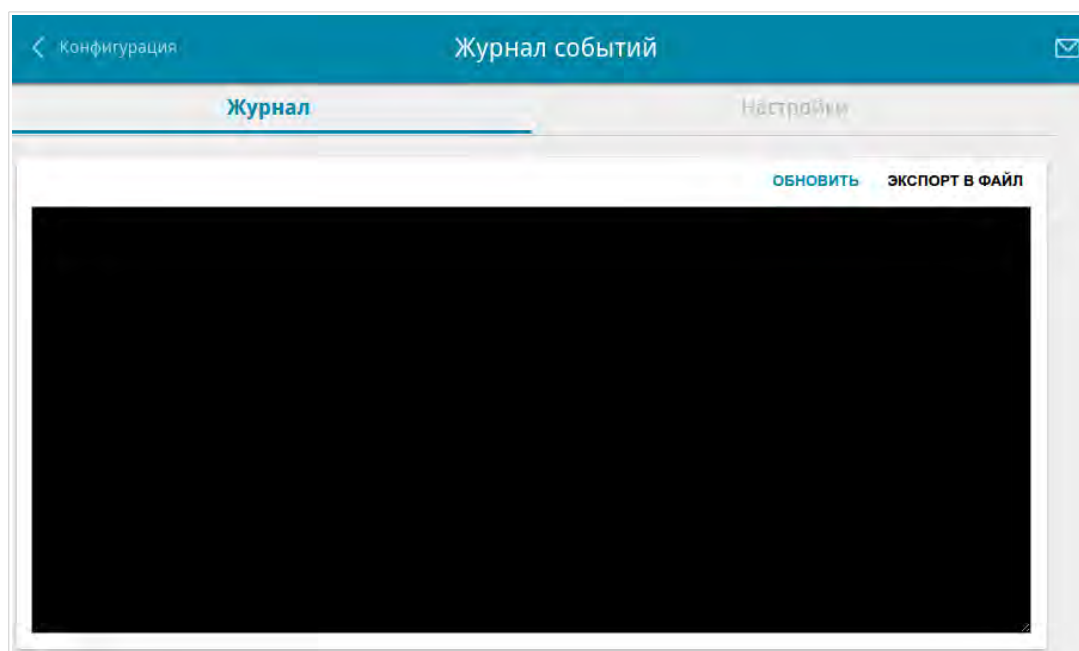 Конфигурация
Журнал событий
Журнал
Настройки
ОБНОВИТЬ ЭКСПОРТ В ФАЙЛ